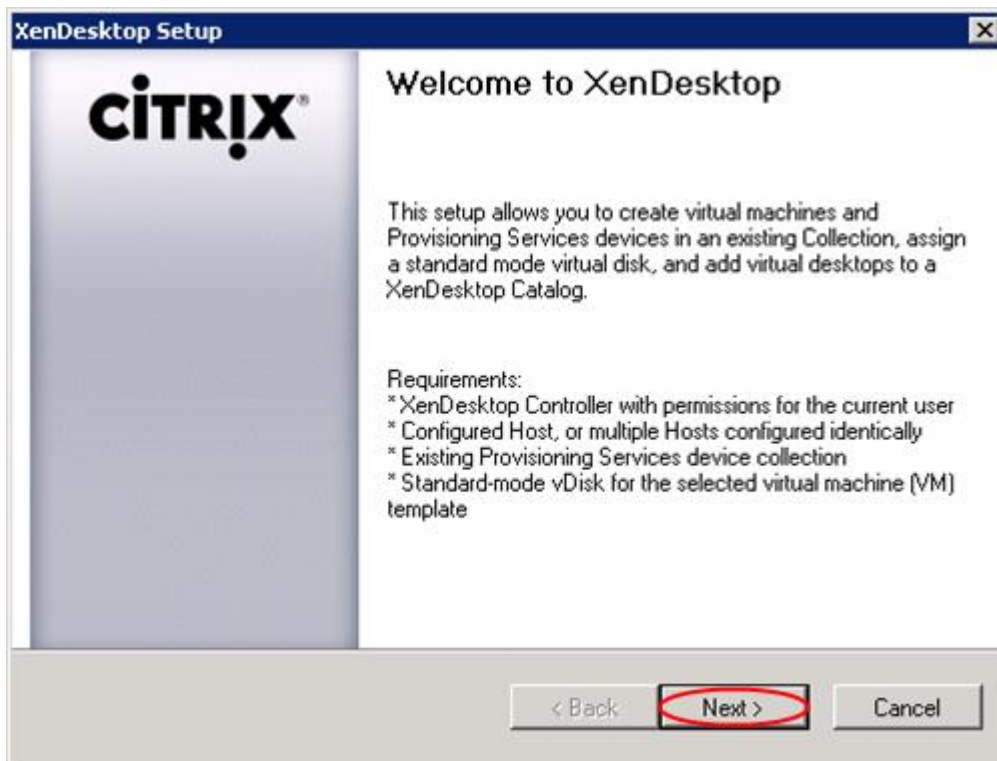 XenDesktop Setup
CITRIX®
Welcome to XenDesktop
This setup allows you to create virtual machines and
Provisioning Services devices in an existing Collection, assign
a standard mode virtual disk, and add virtual desktops to a
XenDesktop Catalog.
Requirements:
* XenDesktop Controller with permissions for the current user
* Configured Host, or multiple Hosts configured identically
* Existing Provisioning Services device collection
* Standard-mode vDisk for the selected virtual machine (VM)
template
< Back
Next >
Cancel